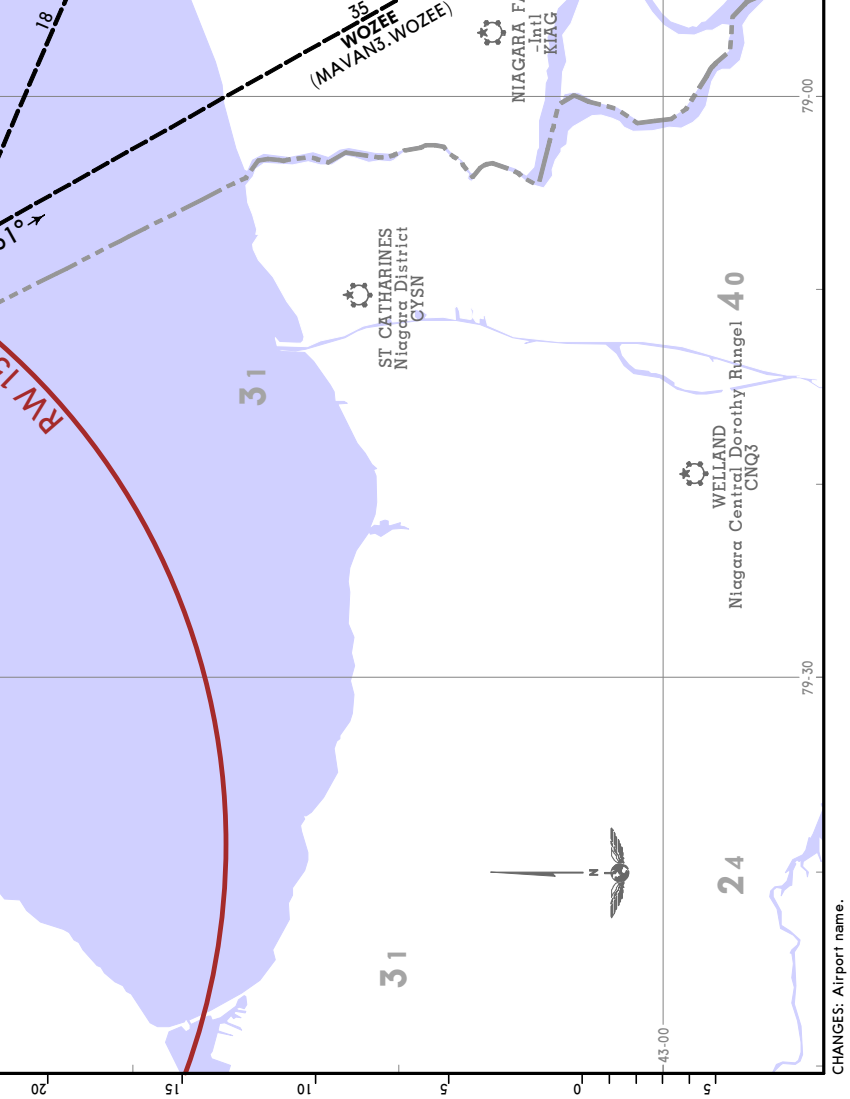 18
35
WOZEE
(MAVAN3.WOZEE)
-Intl
KIAG
79-00
51°
ST CATHARINES
Niagara District
CYSN
40
31
RW 15
WELLAND
Niagara Central Dorothy Rungel
CNQ3
79-30
N
24
31
43-00
20
15
10
5
0
5
CHANGES: Airport name.